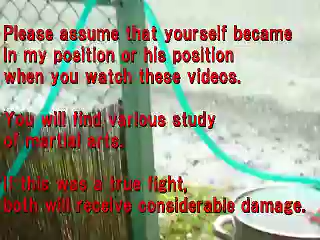 Please assume that yourself became
in my position or his position
when you watch these videos.
You will find various study
of martial arts.
If this was a true fight,
both will receive considerable damage.